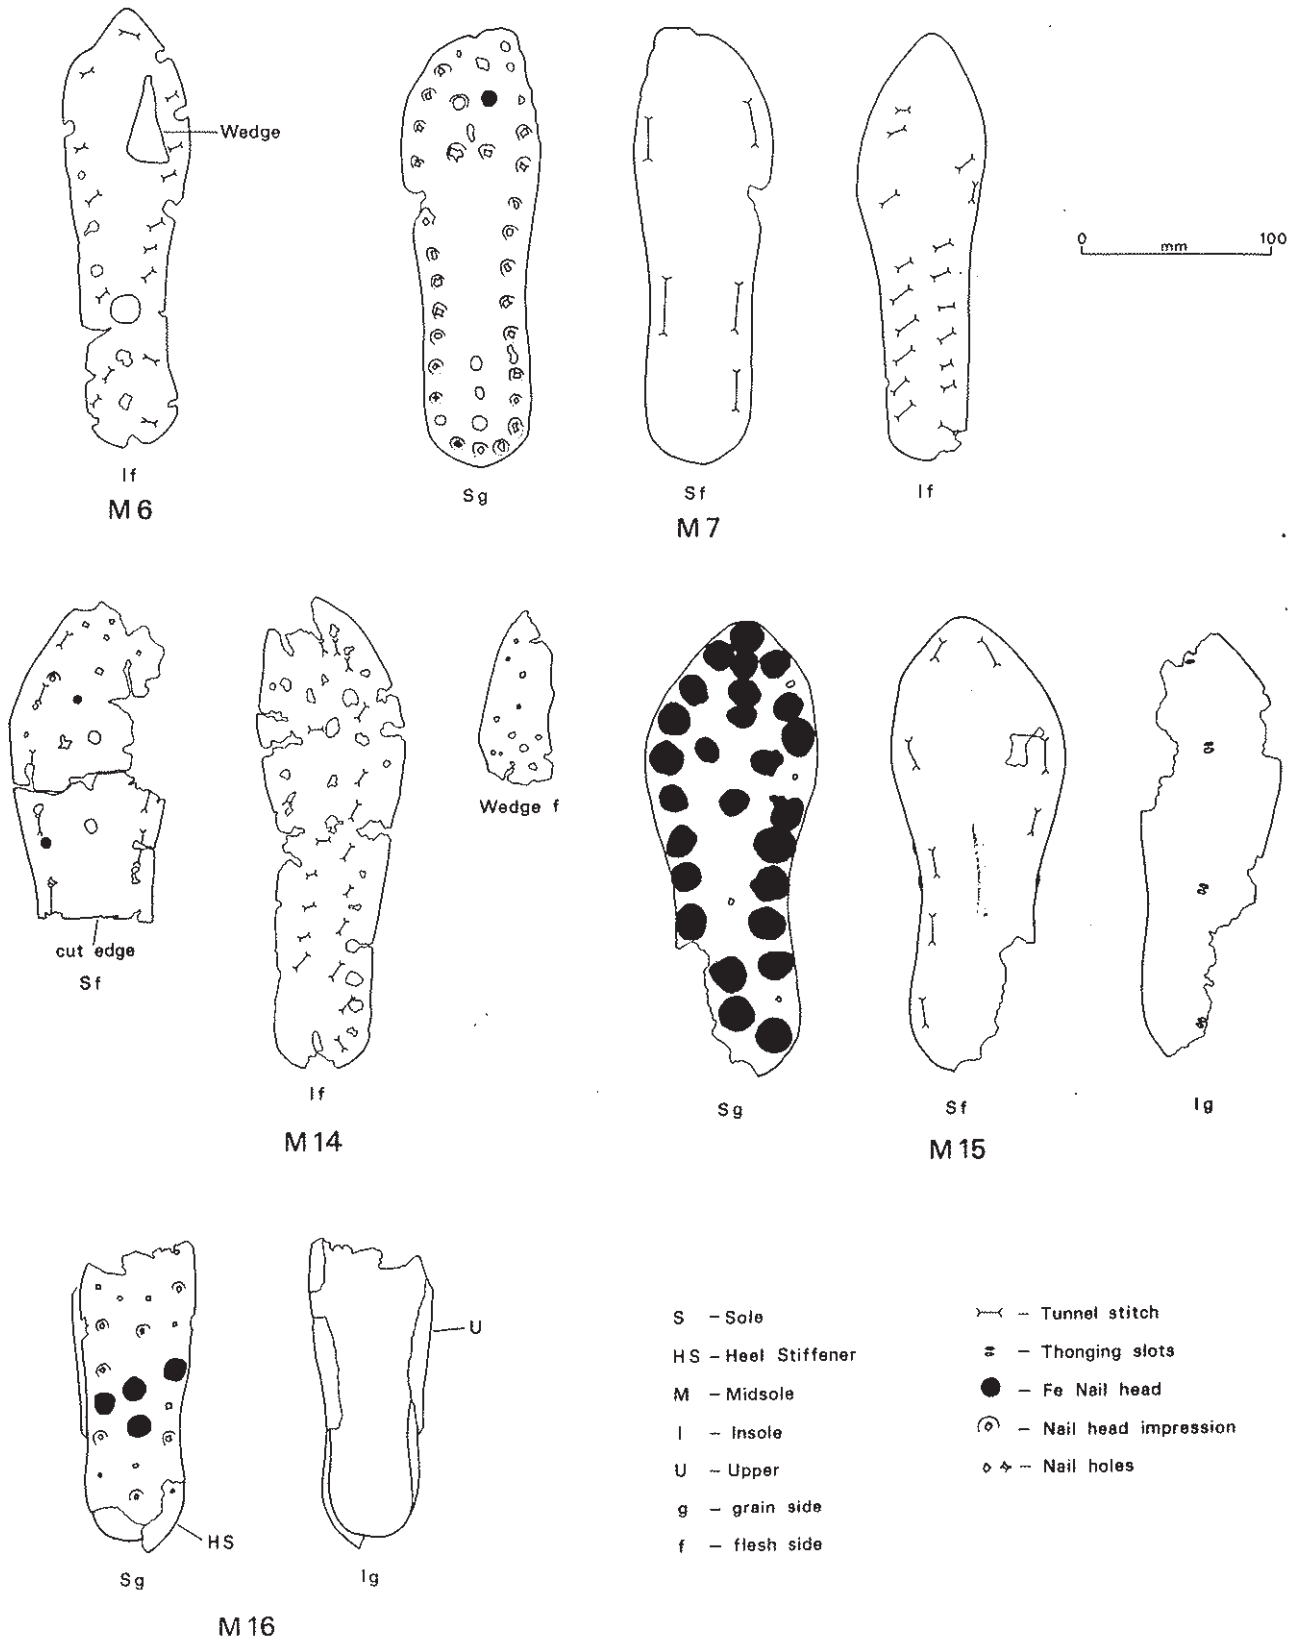 Wedge
If
M6
Sg
Sf
M7
If
0 mm 100
cut edge
Sf
If
M14
Wedge f
Sg
Sf
M15
Ig
U
HS
Sg
Ig
M16
S – Sole
HS – Heel Stiffener
M – Midsole
I – Insole
U – Upper
g – grain side
f – flesh side
– Tunnel stitch
– Thonging slots
– Fe Nail head
– Nail head impression
– Nail holes